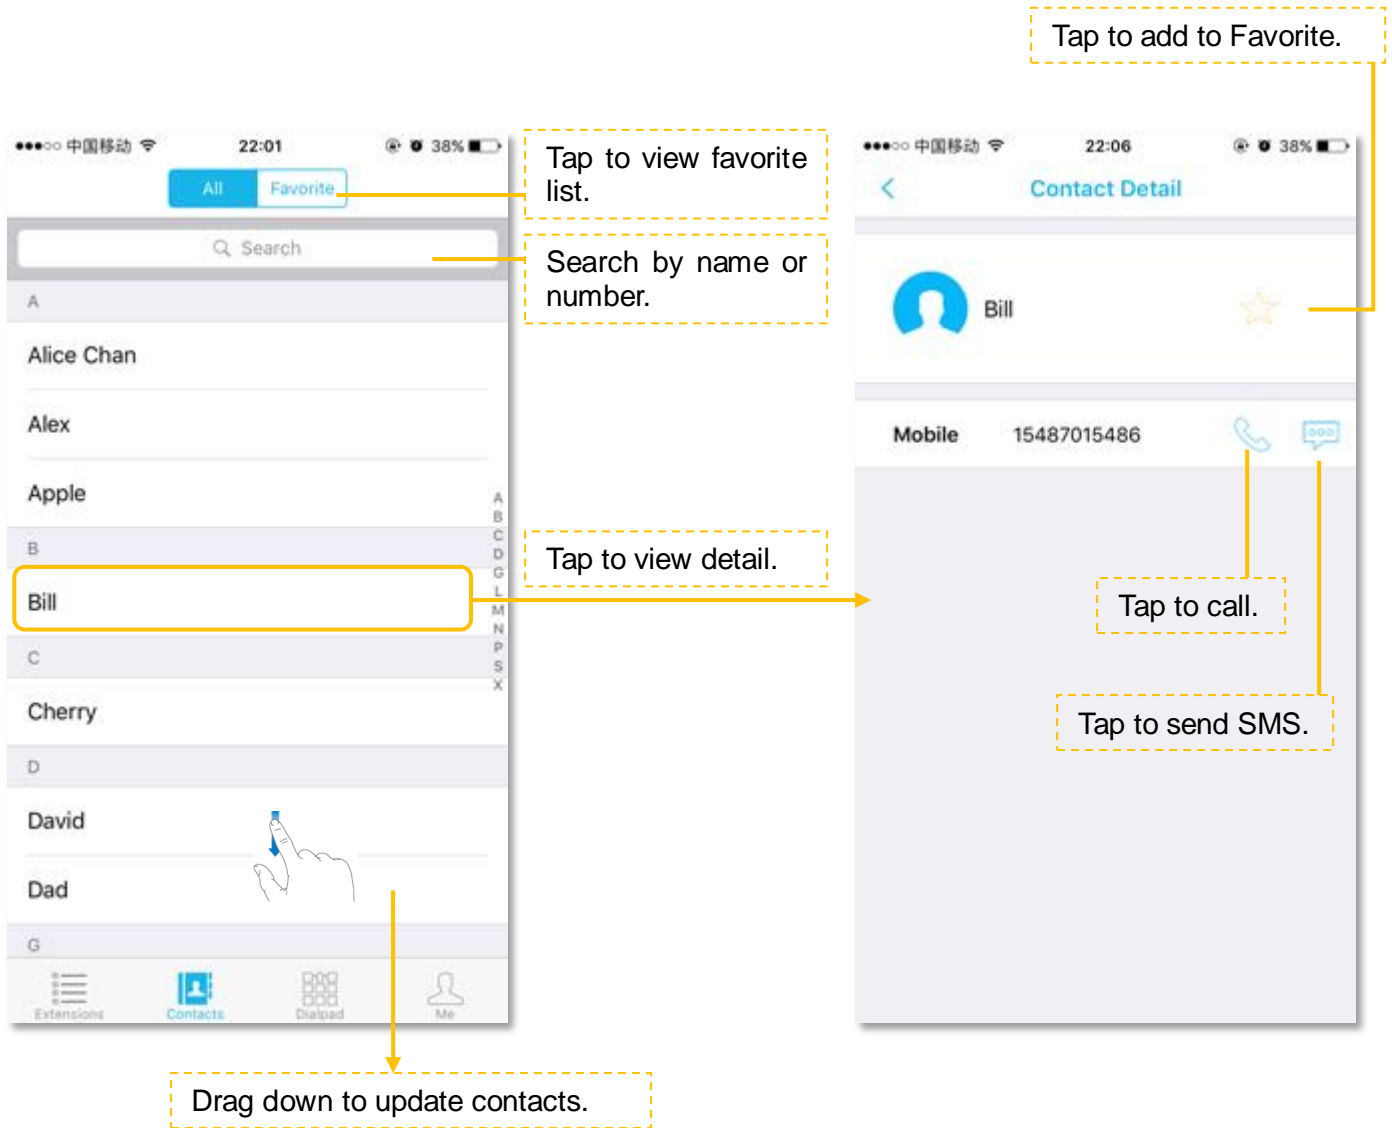 Tap to add to Favorite.
中国移动 22:01 38%
All Favorite
Tap to view favorite
list.
Search
Search by name or
number.
A
Alice Chan
Alex
Apple
B
Bill
C
Cherry
D
David
Dad
G
A
B
C
D
G
L
M
N
P
S
X
Extensions Contacts Dialpad Me
Tap to view detail.
Drag down to update contacts.
中国移动 22:06 38%
Contact Detail
Bill
Mobile 15487015486
Tap to call.
Tap to send SMS.